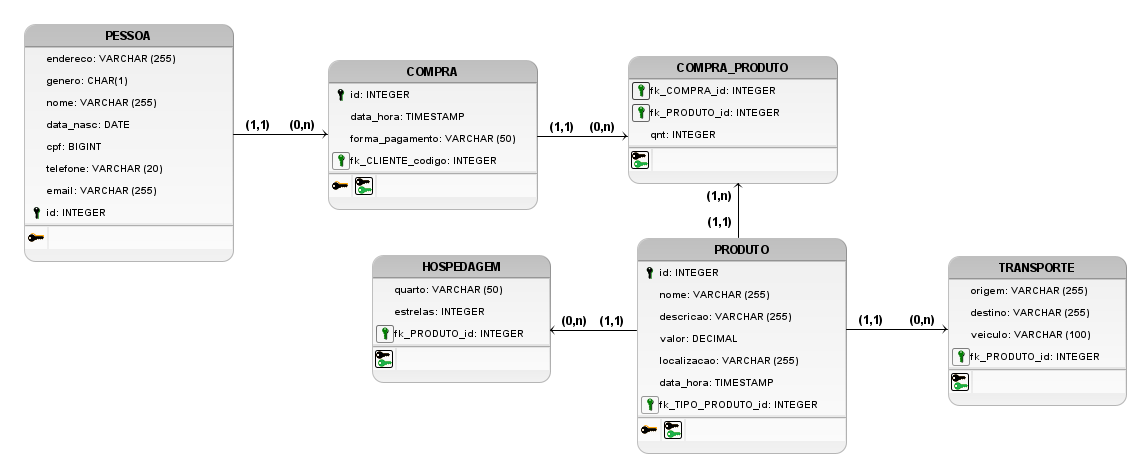 PESSOA
endereco: VARCHAR (255)
genero: CHAR(1)
nome: VARCHAR (255)
data_nasc: DATE
cpf: BIGINT
telefone: VARCHAR (20)
email: VARCHAR (255)
id: INTEGER
(1,1) (0,n)
COMPRA
id: INTEGER
data_hora: TIMESTAMP
forma_pagamento: VARCHAR (50)
fk_CLIENTE_codigo: INTEGER
(1,1) (0,n)
COMPRA_PRODUTO
fk_COMPRA_id: INTEGER
fk_PRODUTO_id: INTEGER
qnt: INTEGER
(1,n)
(1,1)
HOSPEDAGEM
quarto: VARCHAR (50)
estrelas: INTEGER
fk_PRODUTO_id: INTEGER
(0,n) (1,1)
PRODUTO
id: INTEGER
nome: VARCHAR (255)
descricao: VARCHAR (255)
valor: DECIMAL
localizacao: VARCHAR (255)
data_hora: TIMESTAMP
fk_TIPO_PRODUTO_id: INTEGER
(1,1) (0,n)
TRANSPORTE
origem: VARCHAR (255)
destino: VARCHAR (255)
veiculo: VARCHAR (100)
fk_PRODUTO_id: INTEGER